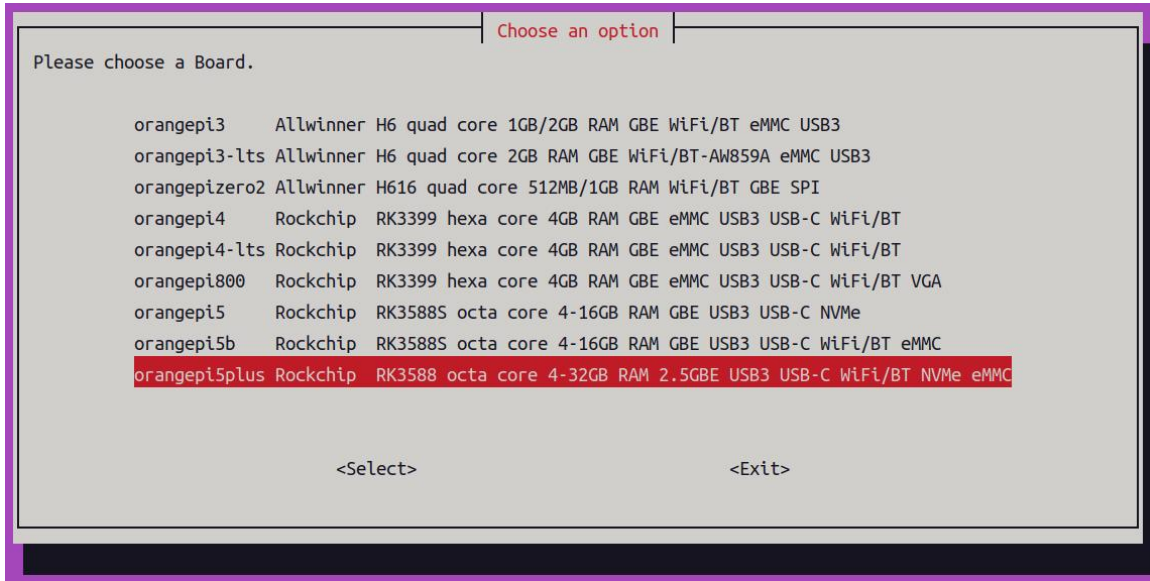 Choose an option
Please choose a Board.
orangepi3 Allwinner H6 quad core 1GB/2GB RAM GBE WiFi/BT eMMC USB3
orangepi3-lts Allwinner H6 quad core 2GB RAM GBE WiFi/BT-AW859A eMMC USB3
orangepizero2 Allwinner H616 quad core 512MB/1GB RAM WiFi/BT GBE SPI
orangepi4 Rockchip RK3399 hexa core 4GB RAM GBE eMMC USB3 USB-C WiFi/BT
orangepi4-lts Rockchip RK3399 hexa core 4GB RAM GBE eMMC USB3 USB-C WiFi/BT
orangepi800 Rockchip RK3399 hexa core 4GB RAM GBE eMMC USB3 USB-C WiFi/BT VGA
orangepi5 Rockchip RK3588S octa core 4-16GB RAM GBE USB3 USB-C NVMe
orangepi5b Rockchip RK3588S octa core 4-16GB RAM GBE USB3 USB-C WiFi/BT eMMC
orangepi5plus Rockchip RK3588 octa core 4-32GB RAM 2.5GBE USB3 USB-C WiFi/BT NVMe eMMC
<Select> <Exit>